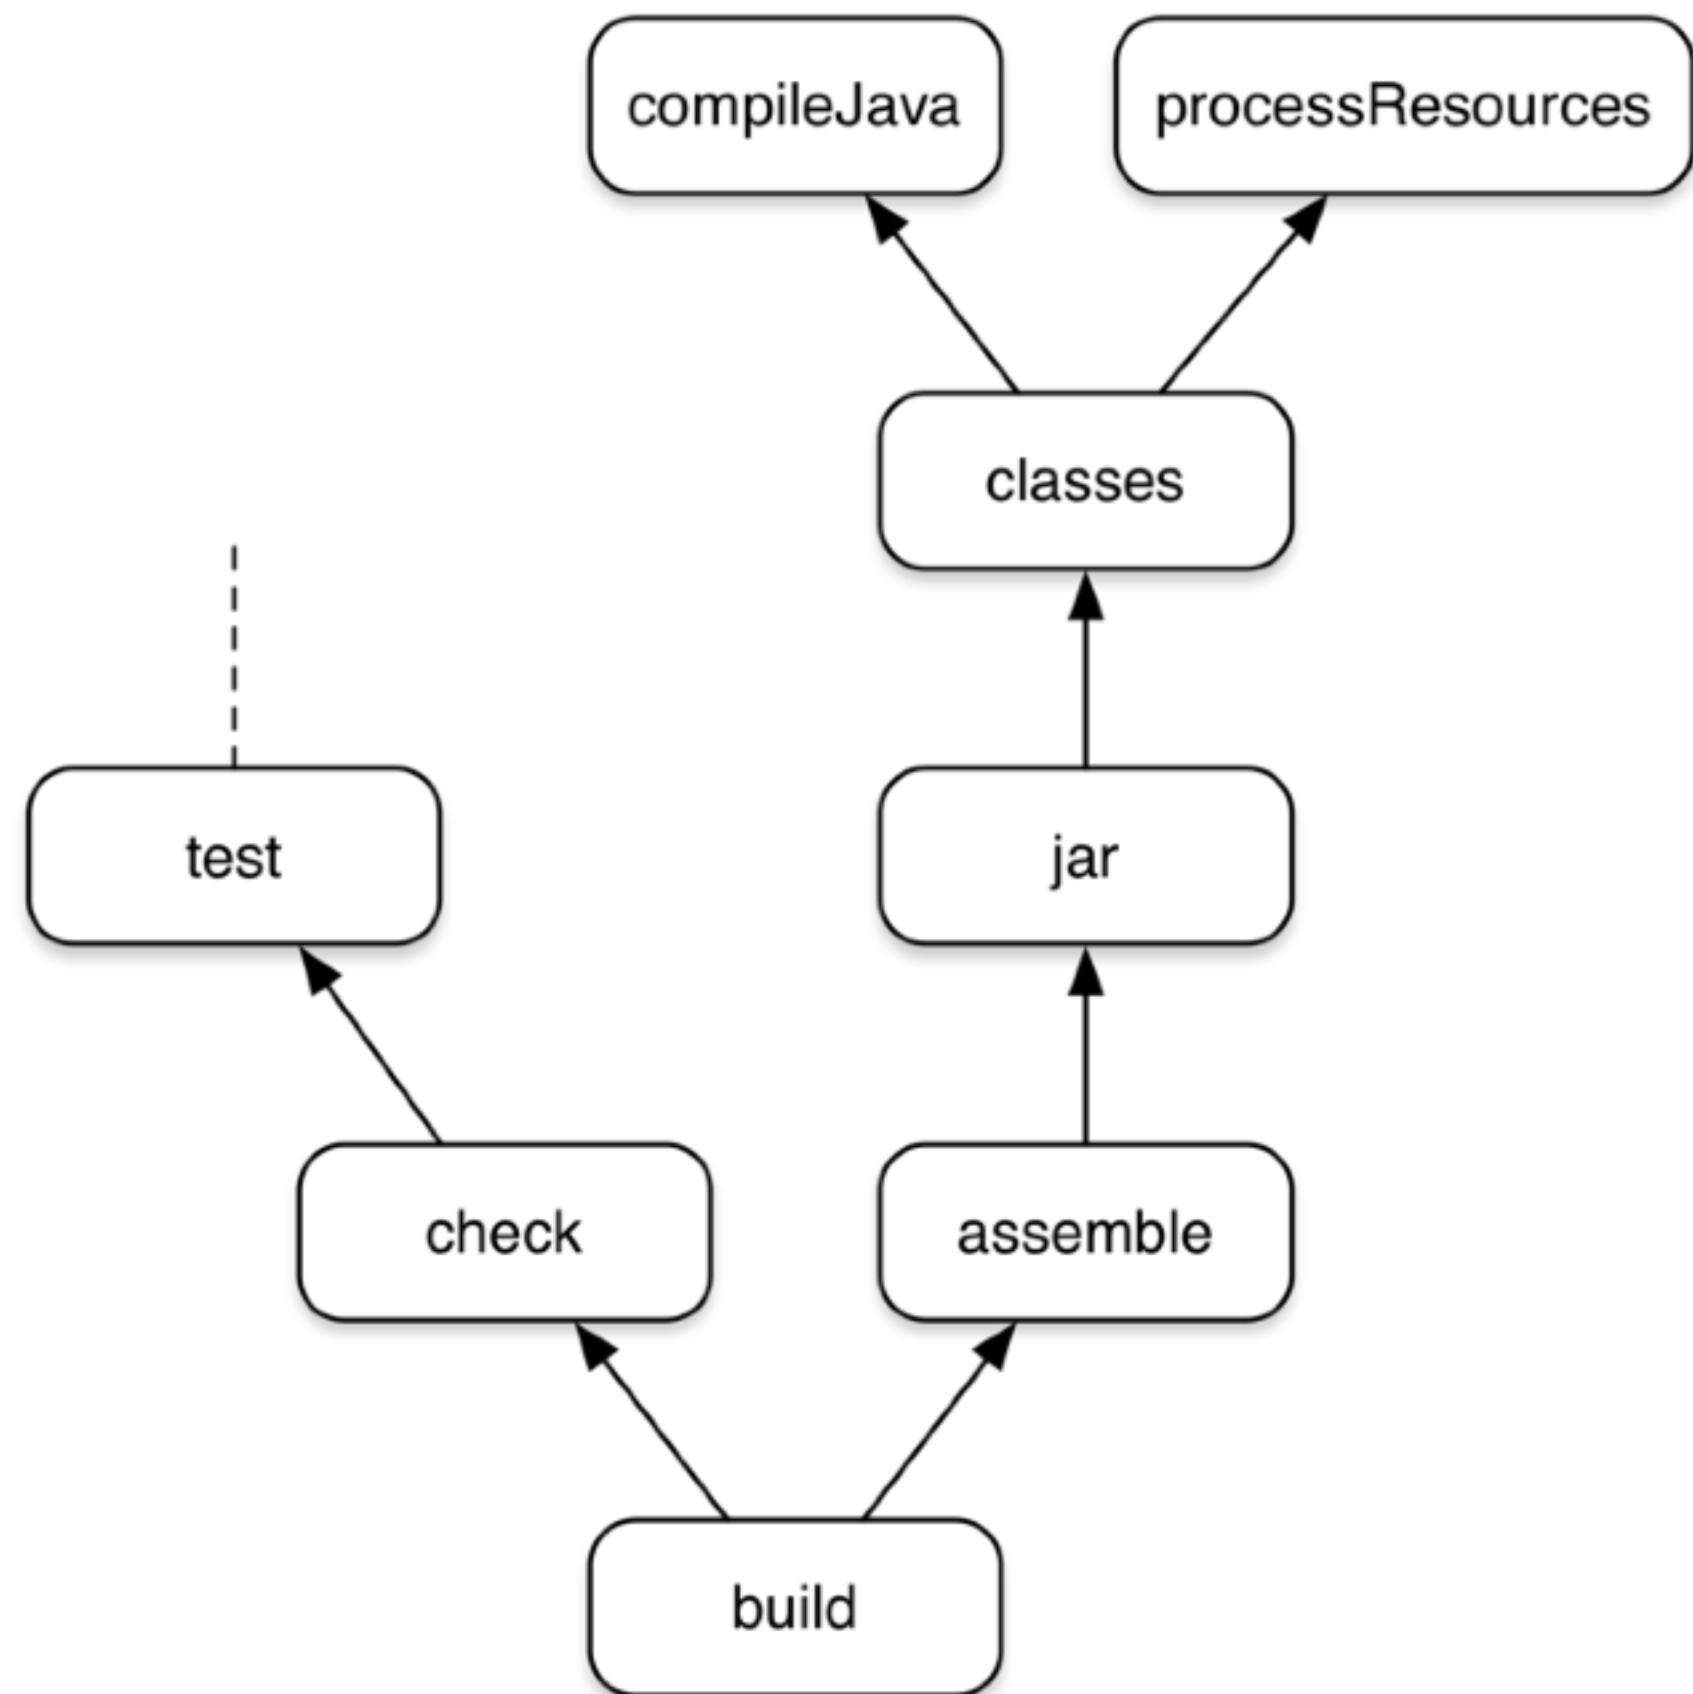 compileJava
processResources
classes
test
jar
check
assemble
build